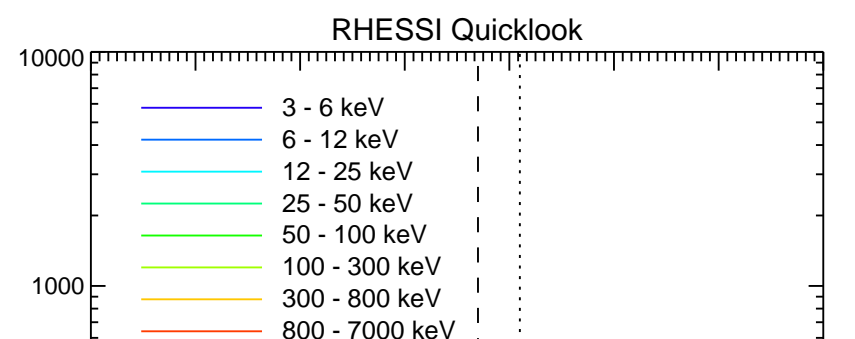 RHESSI Quicklook
10000
3 - 6 keV
6 - 12 keV
12 - 25 keV
25 - 50 keV
50 - 100 keV
100 - 300 keV
1000
300 - 800 keV
800 - 7000 keV